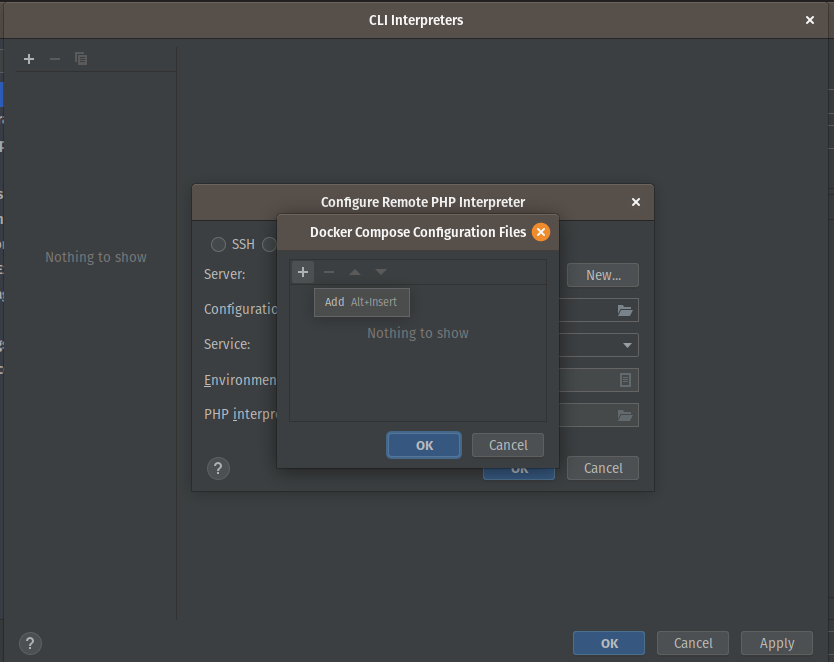 CLI Interpreters
Nothing to show
Configure Remote PHP Interpreter
Docker Compose Configuration Files
SSH
Server:
New...
Add Alt+Insert
Configuratio
Nothing to show
Service:
Environmen
PHP interpre
OK Cancel
? OK Cancel
? OK Cancel Apply